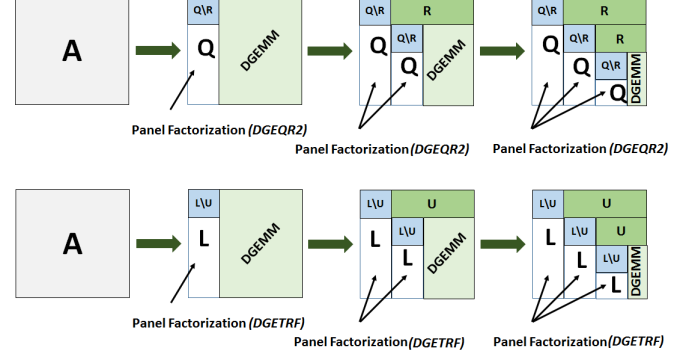 Q\R
R
R
A
Q
DGEMM
Q
Q\R
Q
DGEMM
Q\R
Q
Q\R
Q
R
Q\R
Q
DGEMM
Panel Factorization (DGEQR2)
Panel Factorization (DGEQR2)
Panel Factorization (DGEQR2)
L\U
L\U
U
L\U
U
A
L
DGEMM
L
L\U
L
DGEMM
L
L\U
L
U
L\U
L
DGEMM
Panel Factorization (DGETRF)
Panel Factorization (DGETRF)
Panel Factorization (DGETRF)